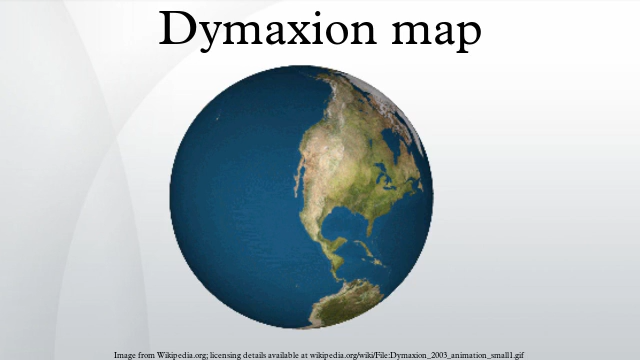 Dymaxion map
Image from Wikipedia.org; licensing details available at wikipedia.org/wiki/File:Dymaxion_2003_animation_small1.gif